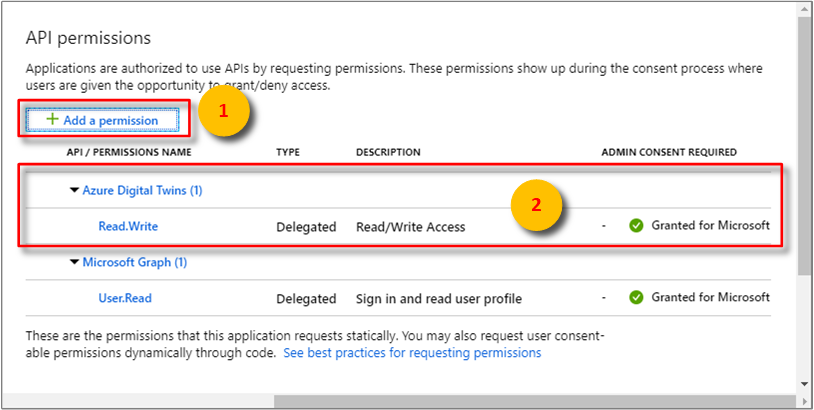 API permissions
Applications are authorized to use APIs by requesting permissions. These permissions show up during the consent process where
users are given the opportunity to grant/deny access.
1
+ Add a permission
API / PERMISSIONS NAME TYPE DESCRIPTION ADMIN CONSENT REQUIRED
Azure Digital Twins (1)
2
Read.Write Delegated Read/Write Access - Granted for Microsoft
Microsoft Graph (1)
User.Read Delegated Sign in and read user profile - Granted for Microsoft
These are the permissions that this application requests statically. You may also request user consent-
able permissions dynamically through code. See best practices for requesting permissions